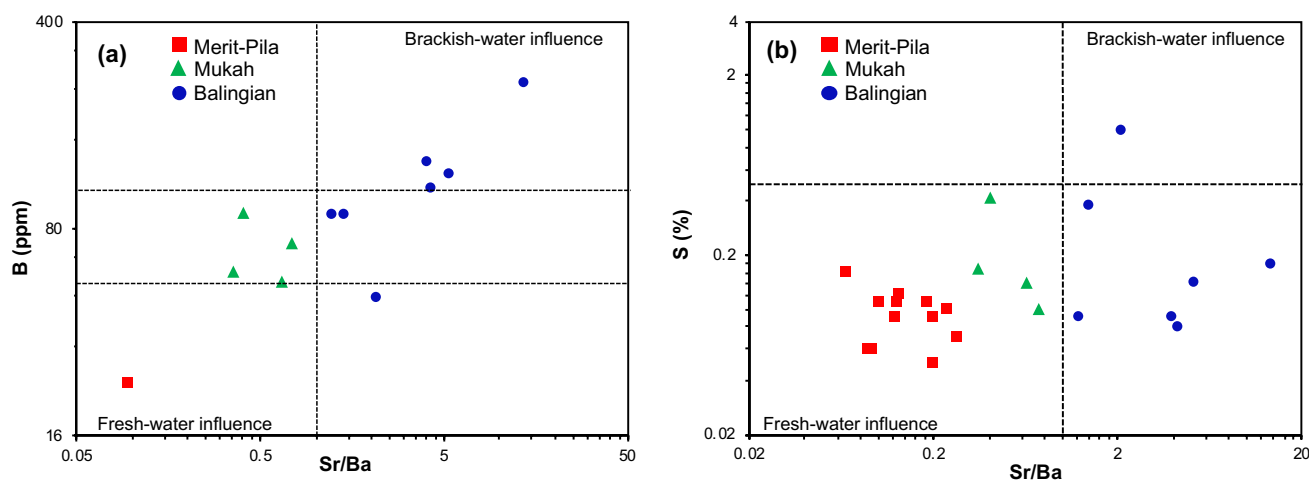 400
(a)
Merit-Pila
Mukah
Balingian
Brackish-water influence
B (ppm)
80
Fresh-water influence
16
0.05
0.5
Sr/Ba
5
50
4
(b)
Merit-Pila
Mukah
Balingian
Brackish-water influence
2
S (%)
0.2
Fresh-water influence
0.02
0.02
0.2
Sr/Ba
2
20